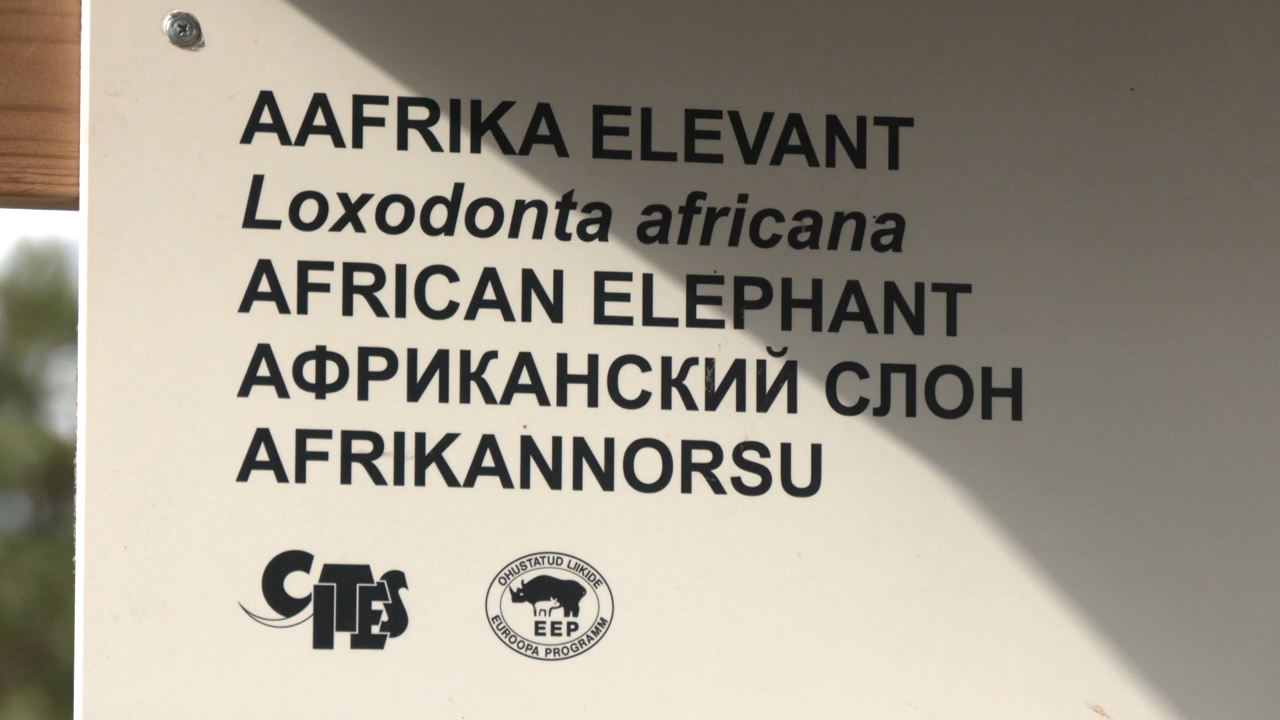 AAFRIKA ELEVANT
Loxodonta africana
AFRICAN ELEPHANT
АФРИКАНСКИЙ СЛОН
AFRIKANNORSU
CITES
OHUSTATUD LIIKIDE
EEP
EUROOPA PROGRAMM